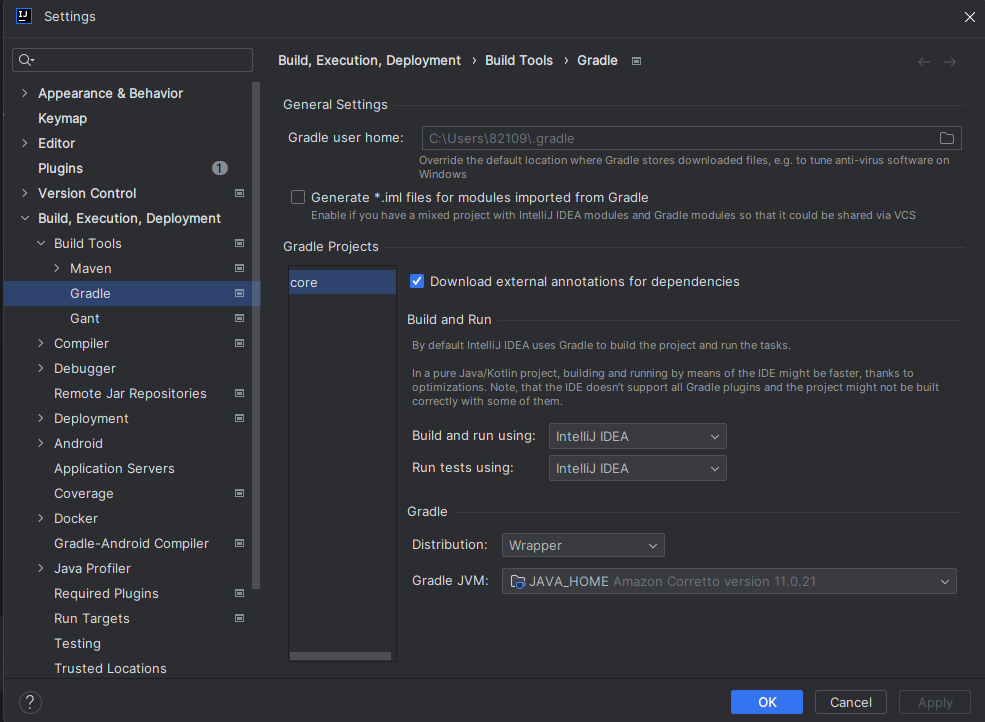 Settings
Build, Execution, Deployment › Build Tools › Gradle
Appearance & Behavior
Keymap
Editor
Plugins 1
Version Control
Build, Execution, Deployment
Build Tools
Maven
Gradle
Gant
Compiler
Debugger
Remote Jar Repositories
Deployment
Android
Application Servers
Coverage
Docker
Gradle-Android Compiler
Java Profiler
Required Plugins
Run Targets
Testing
Trusted Locations
General Settings
Gradle user home: C:\Users\82109\.gradle
Override the default location where Gradle stores downloaded files, e.g. to tune anti-virus software on
Windows
Generate *.iml files for modules imported from Gradle
Enable if you have a mixed project with IntelliJ IDEA modules and Gradle modules so that it could be shared via VCS
Gradle Projects
core
Download external annotations for dependencies
Build and Run
By default IntelliJ IDEA uses Gradle to build the project and run the tasks.
In a pure Java/Kotlin project, building and running by means of the IDE might be faster, thanks to
optimizations. Note, that the IDE doesn't support all Gradle plugins and the project might not be built
correctly with some of them.
Build and run using: IntelliJ IDEA
Run tests using: IntelliJ IDEA
Gradle
Distribution: Wrapper
Gradle JVM: JAVA_HOME Amazon Corretto version 11.0.21
?
OK
Cancel
Apply